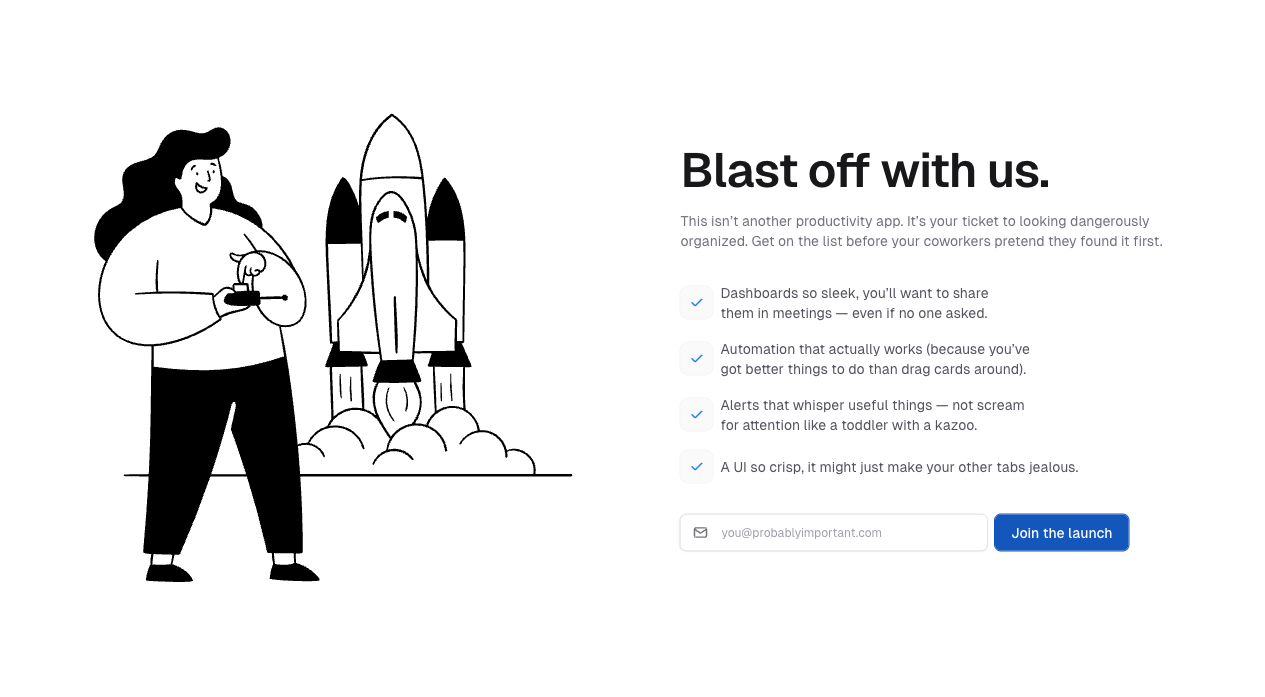 Blast off with us.
This isn’t another productivity app. It’s your ticket to looking dangerously
organized. Get on the list before your coworkers pretend they found it first.
Dashboards so sleek, you’ll want to share
them in meetings — even if no one asked.
Automation that actually works (because you’ve
got better things to do than drag cards around).
Alerts that whisper useful things — not scream
for attention like a toddler with a kazoo.
A UI so crisp, it might just make your other tabs jealous.
you@probablyimportant.com
Join the launch